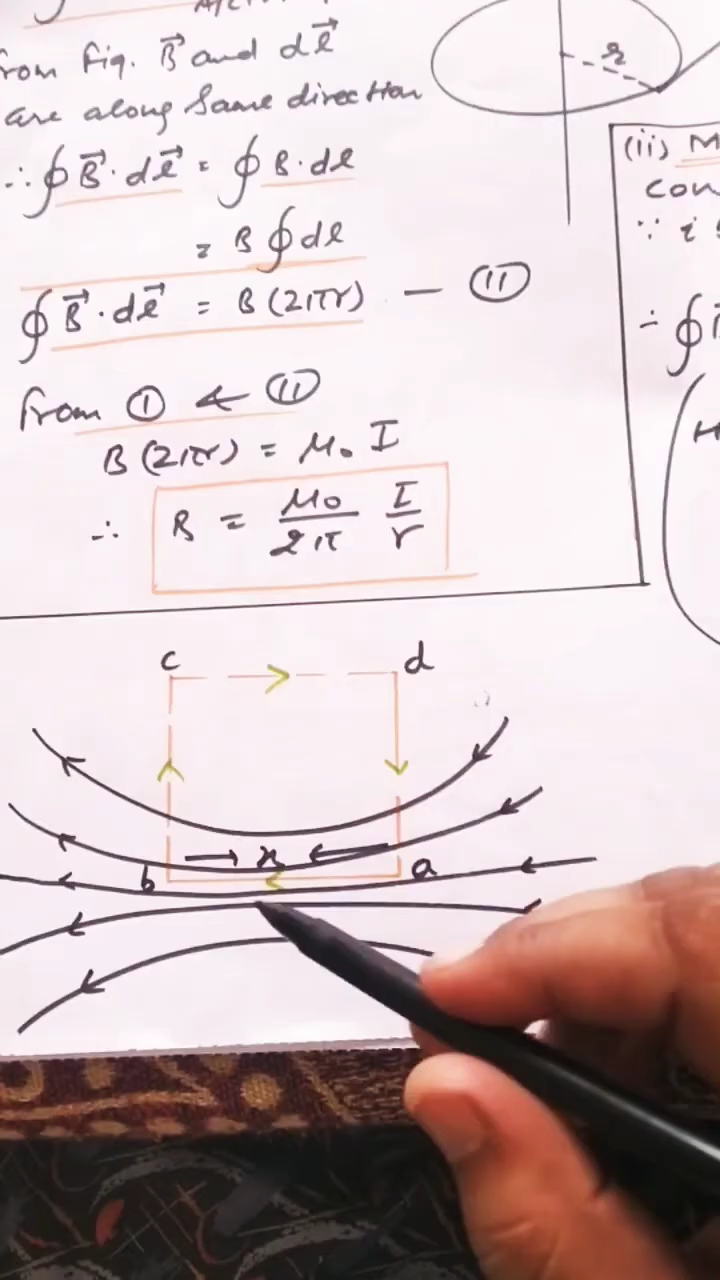 from fig. B⃗ and dℓ⃗
are along same direction
∴ ∮ B⃗ · dℓ⃗ = ∮ B · dℓ
= B ∮ dℓ
∮ B⃗ · dℓ⃗ = B (2πr) — (II)
from (I) & (II)
B (2πr) = μ₀ I
∴ B = μ₀/2π I/r
r
(ii)
∵ i
∴ ∮
c d
x
b a